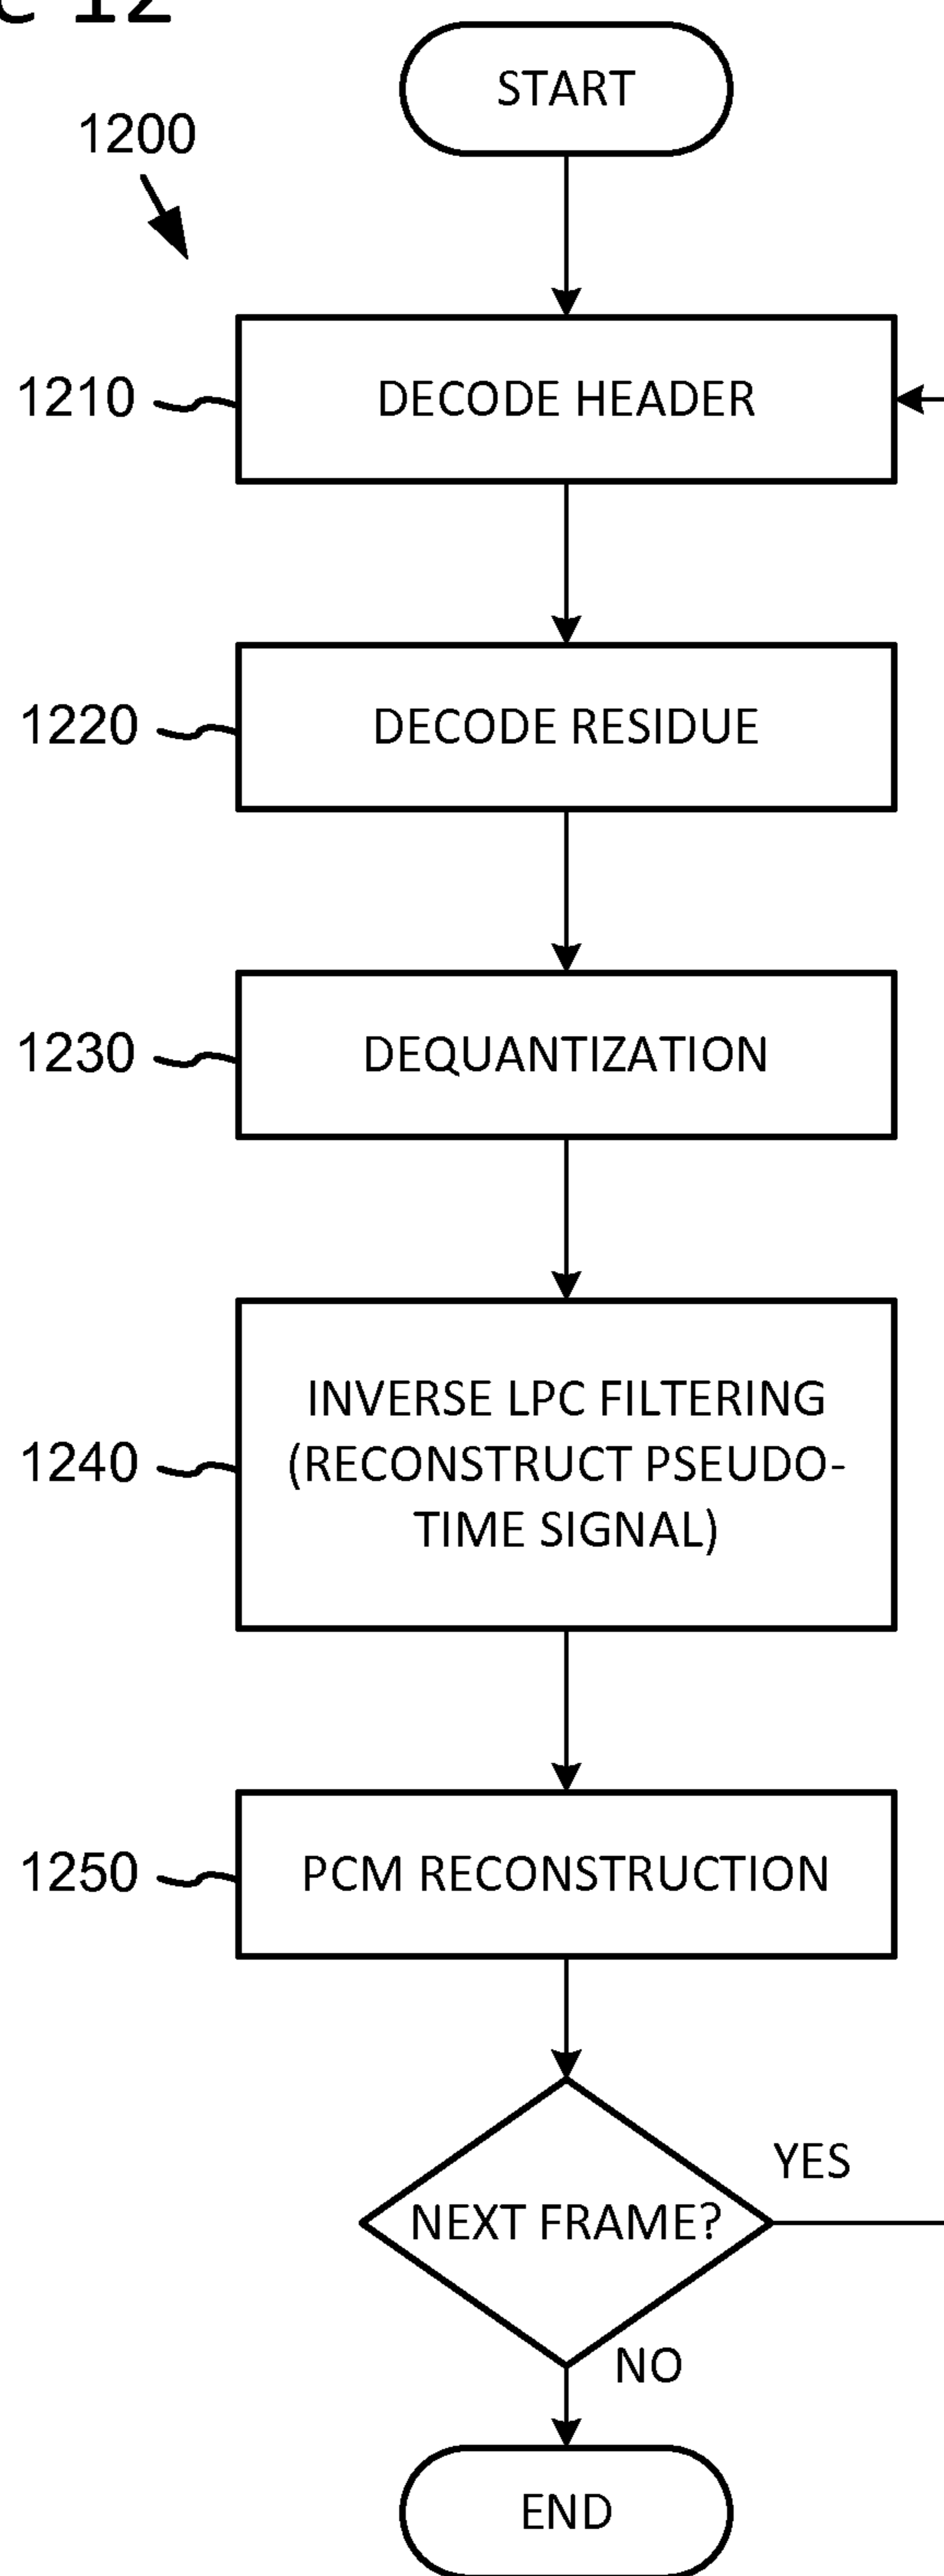 12
START
1200
DECODE HEADER
1210
DECODE RESIDUE
1220
DEQUANTIZATION
1230
INVERSE LPC FILTERING
(RECONSTRUCT PSEUDO-
TIME SIGNAL)
1240
PCM RECONSTRUCTION
1250
YES
NEXT FRAME?
NO
END